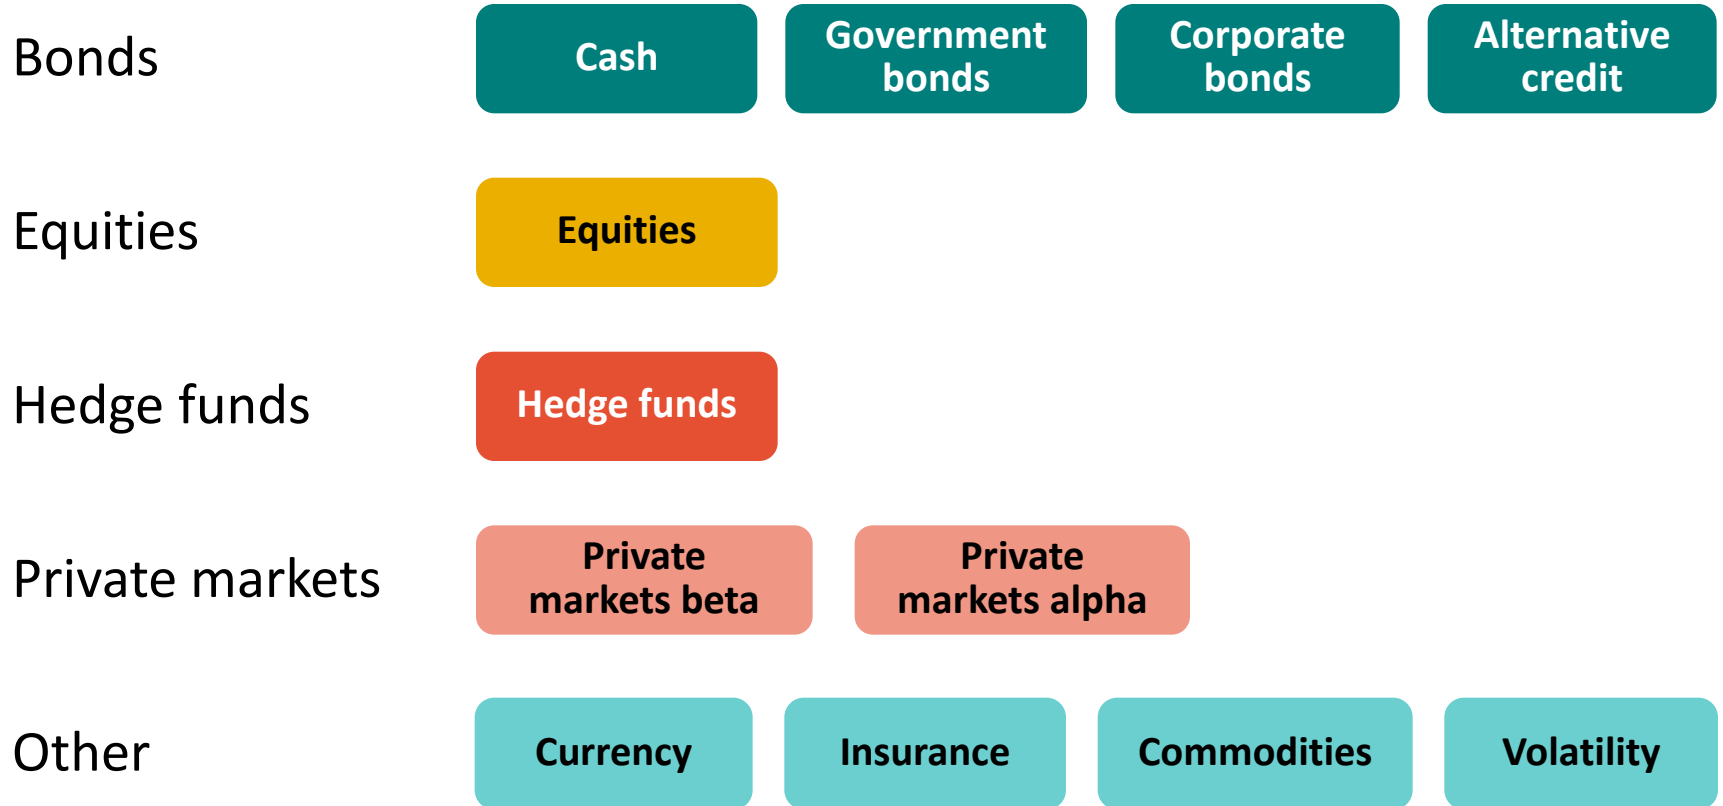 Bonds
Cash
Government
bonds
Corporate
bonds
Alternative
credit
Equities
Equities
Hedge funds
Hedge funds
Private markets
Private
markets beta
Private
markets alpha
Other
Currency
Insurance
Commodities
Volatility